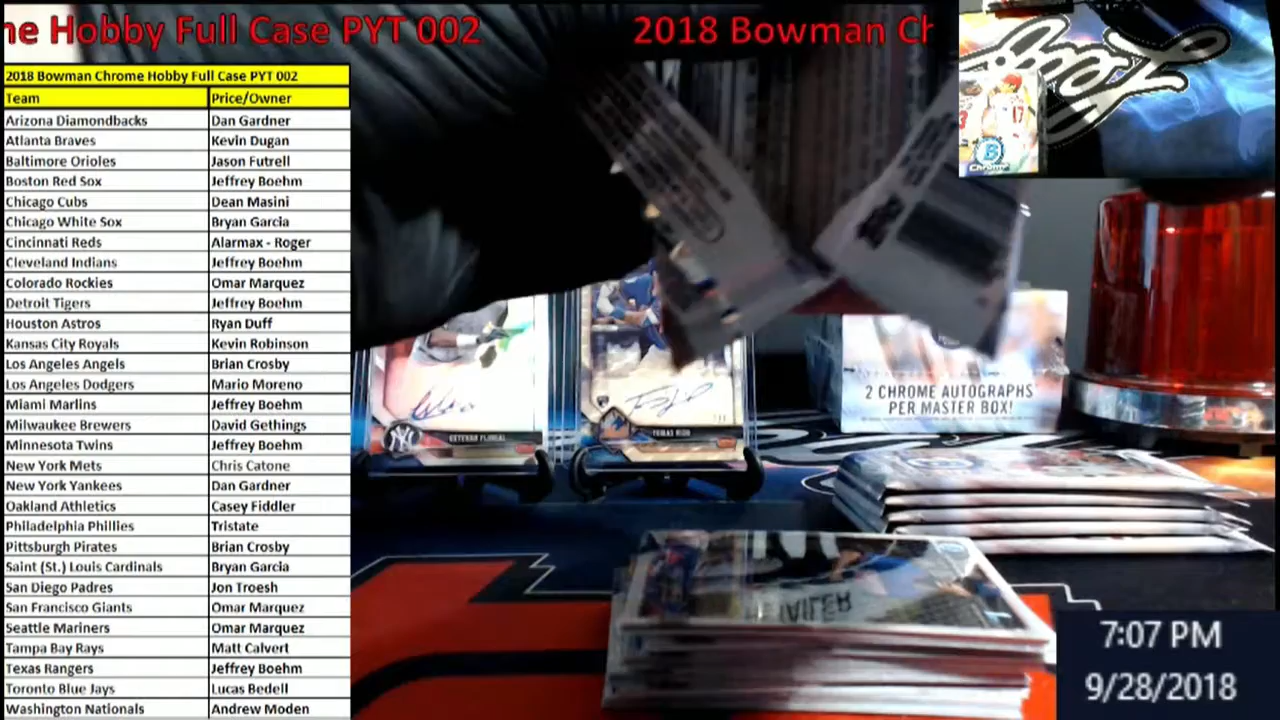 ne Hobby Full Case PYT 002 2018 Bowman Ch
2018 Bowman Chrome Hobby Full Case PYT 002
Team Price/Owner
Arizona Diamondbacks Dan Gardner
Atlanta Braves Kevin Dugan
Baltimore Orioles Jason Futrell
Boston Red Sox Jeffrey Boehm
Chicago Cubs Dean Masini
Chicago White Sox Bryan Garcia
Cincinnati Reds Alarmax - Roger
Cleveland Indians Jeffrey Boehm
Colorado Rockies Omar Marquez
Detroit Tigers Jeffrey Boehm
Houston Astros Ryan Duff
Kansas City Royals Kevin Robinson
Los Angeles Angels Brian Crosby
Los Angeles Dodgers Mario Moreno
Miami Marlins Jeffrey Boehm
Milwaukee Brewers David Gethings
Minnesota Twins Jeffrey Boehm
New York Mets Chris Catone
New York Yankees Dan Gardner
Oakland Athletics Casey Fiddler
Philadelphia Phillies Tristate
Pittsburgh Pirates Brian Crosby
Saint (St.) Louis Cardinals Bryan Garcia
San Diego Padres Jon Troesh
San Francisco Giants Omar Marquez
Seattle Mariners Omar Marquez
Tampa Bay Rays Matt Calvert
Texas Rangers Jeffrey Boehm
Toronto Blue Jays Lucas Bedell
Washington Nationals Andrew Moden
17
B
Chrome
2 CHROME AUTOGRAPHS
PER MASTER BOX!
NY
ESTEVAN FLORIAL
7:07 PM
9/28/2018